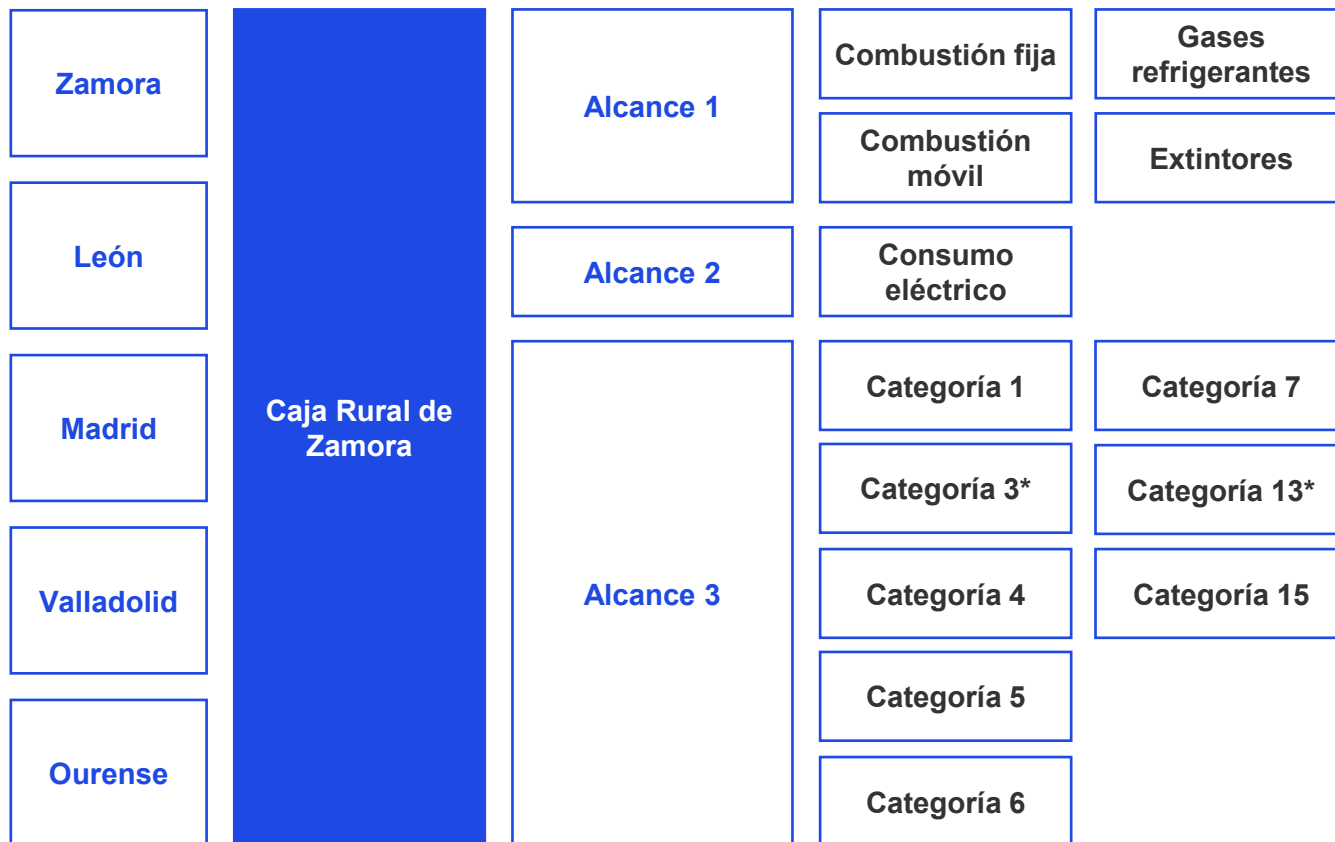 Zamora
León
Madrid
Valladolid
Ourense
Caja Rural de
Zamora
Alcance 1
Combustión fija
Gases
refrigerantes
Combustión
móvil
Extintores
Alcance 2
Consumo
eléctrico
Alcance 3
Categoría 1
Categoría 7
Categoría 3*
Categoría 13*
Categoría 4
Categoría 15
Categoría 5
Categoría 6